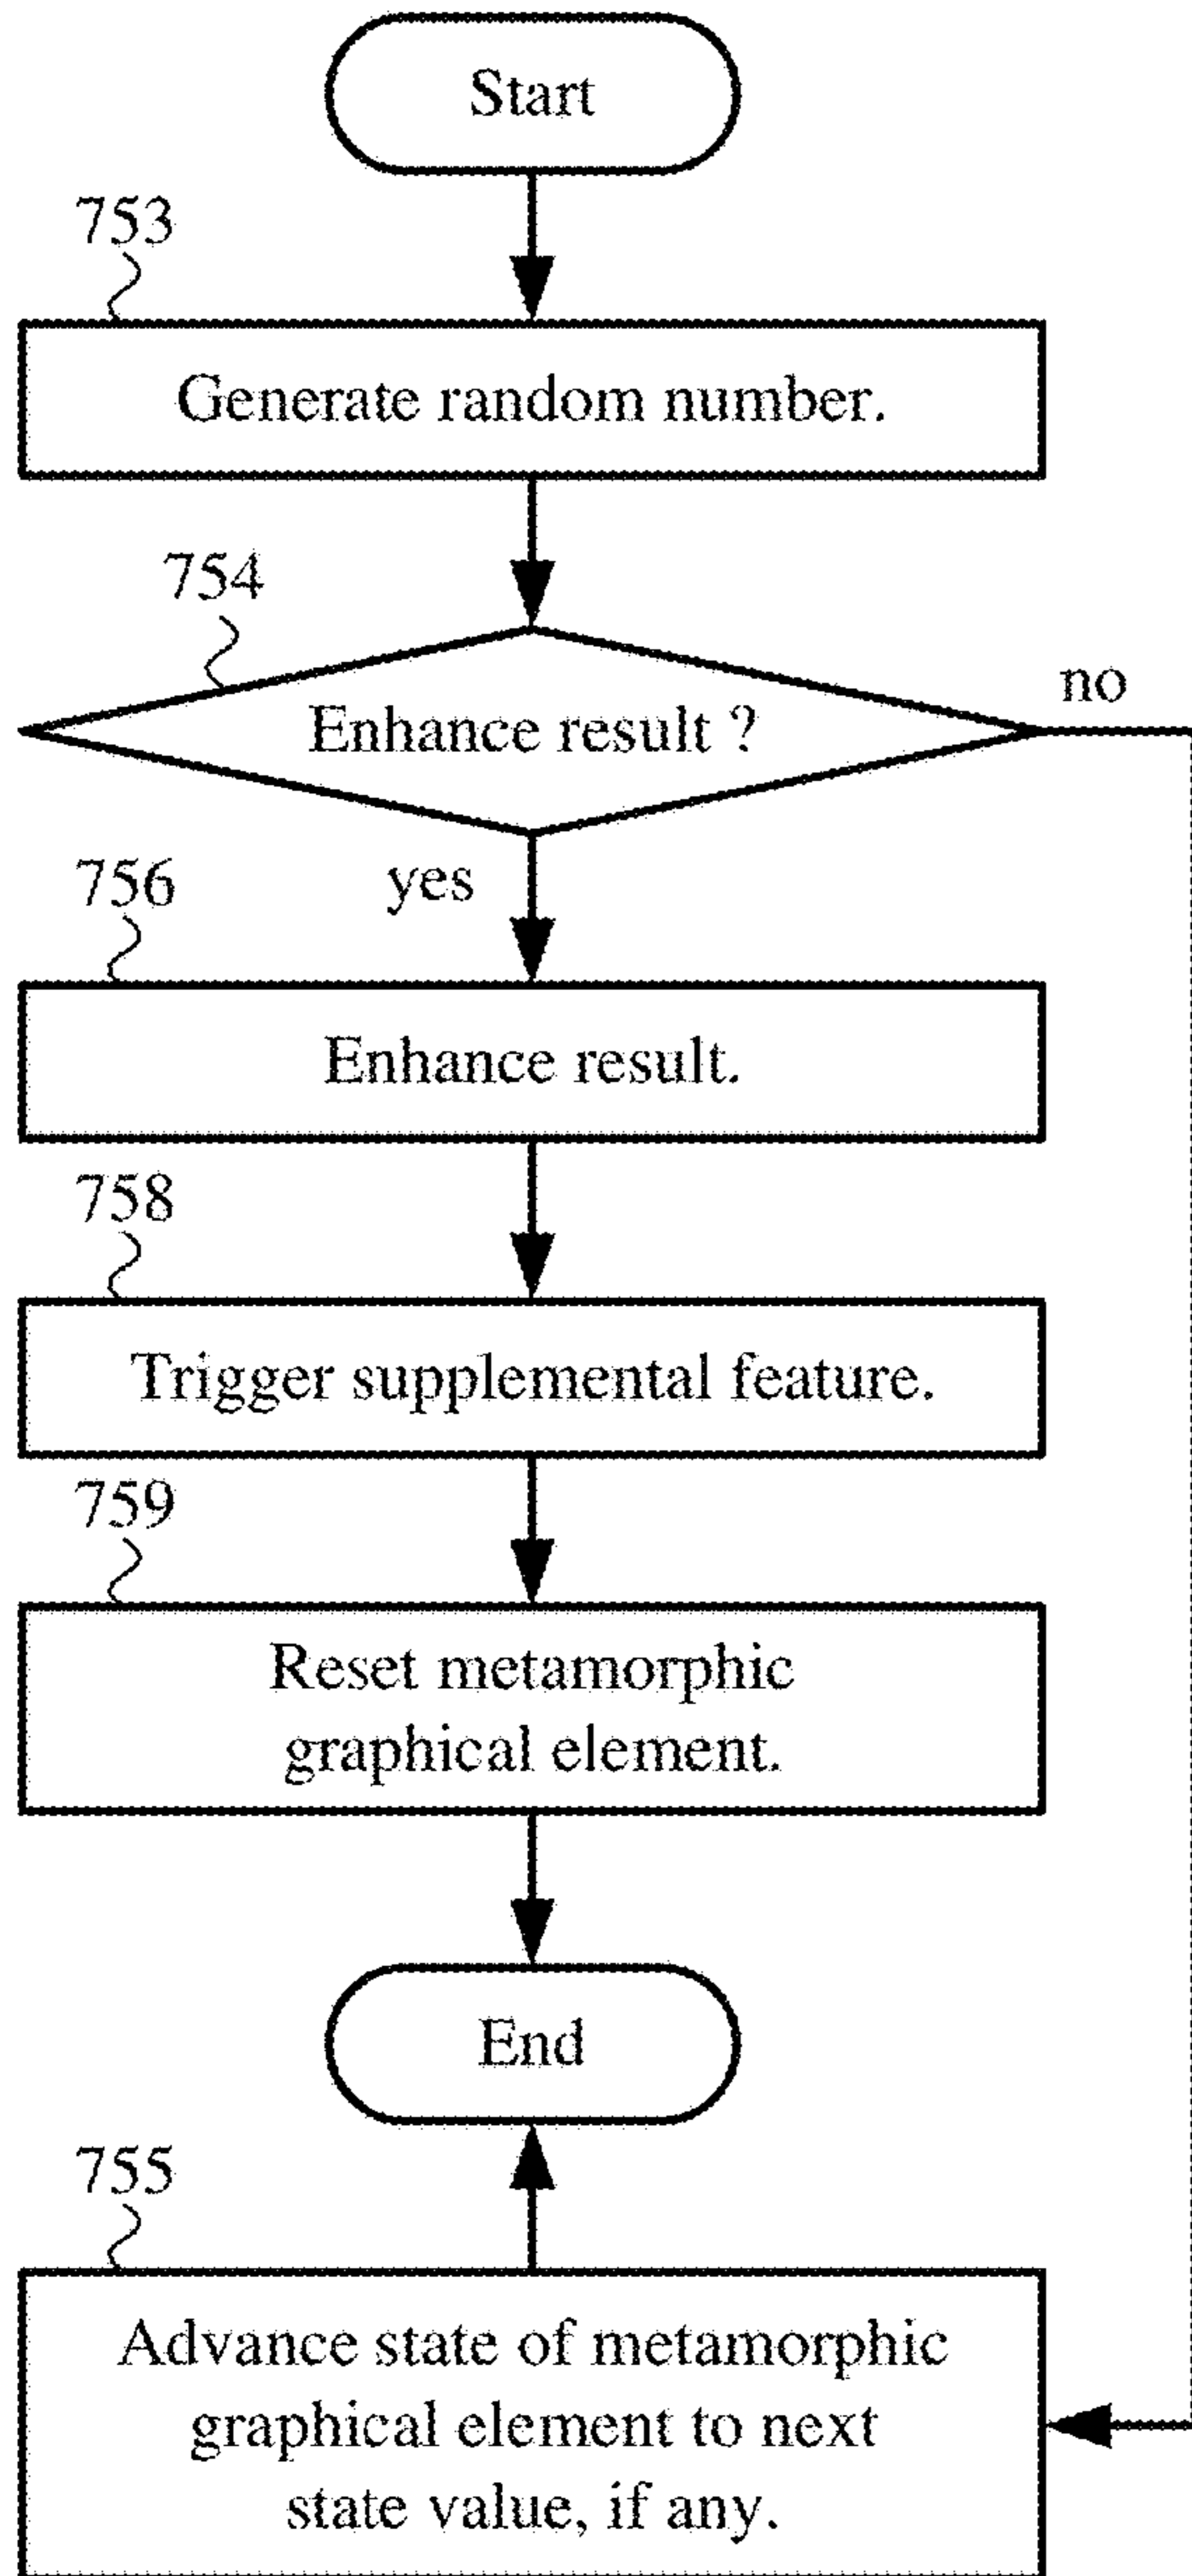 Start
753
Generate random number.
754
Enhance result ?
no
yes
756
Enhance result.
758
Trigger supplemental feature.
759
Reset metamorphic
graphical element.
End
755
Advance state of metamorphic
graphical element to next
state value, if any.